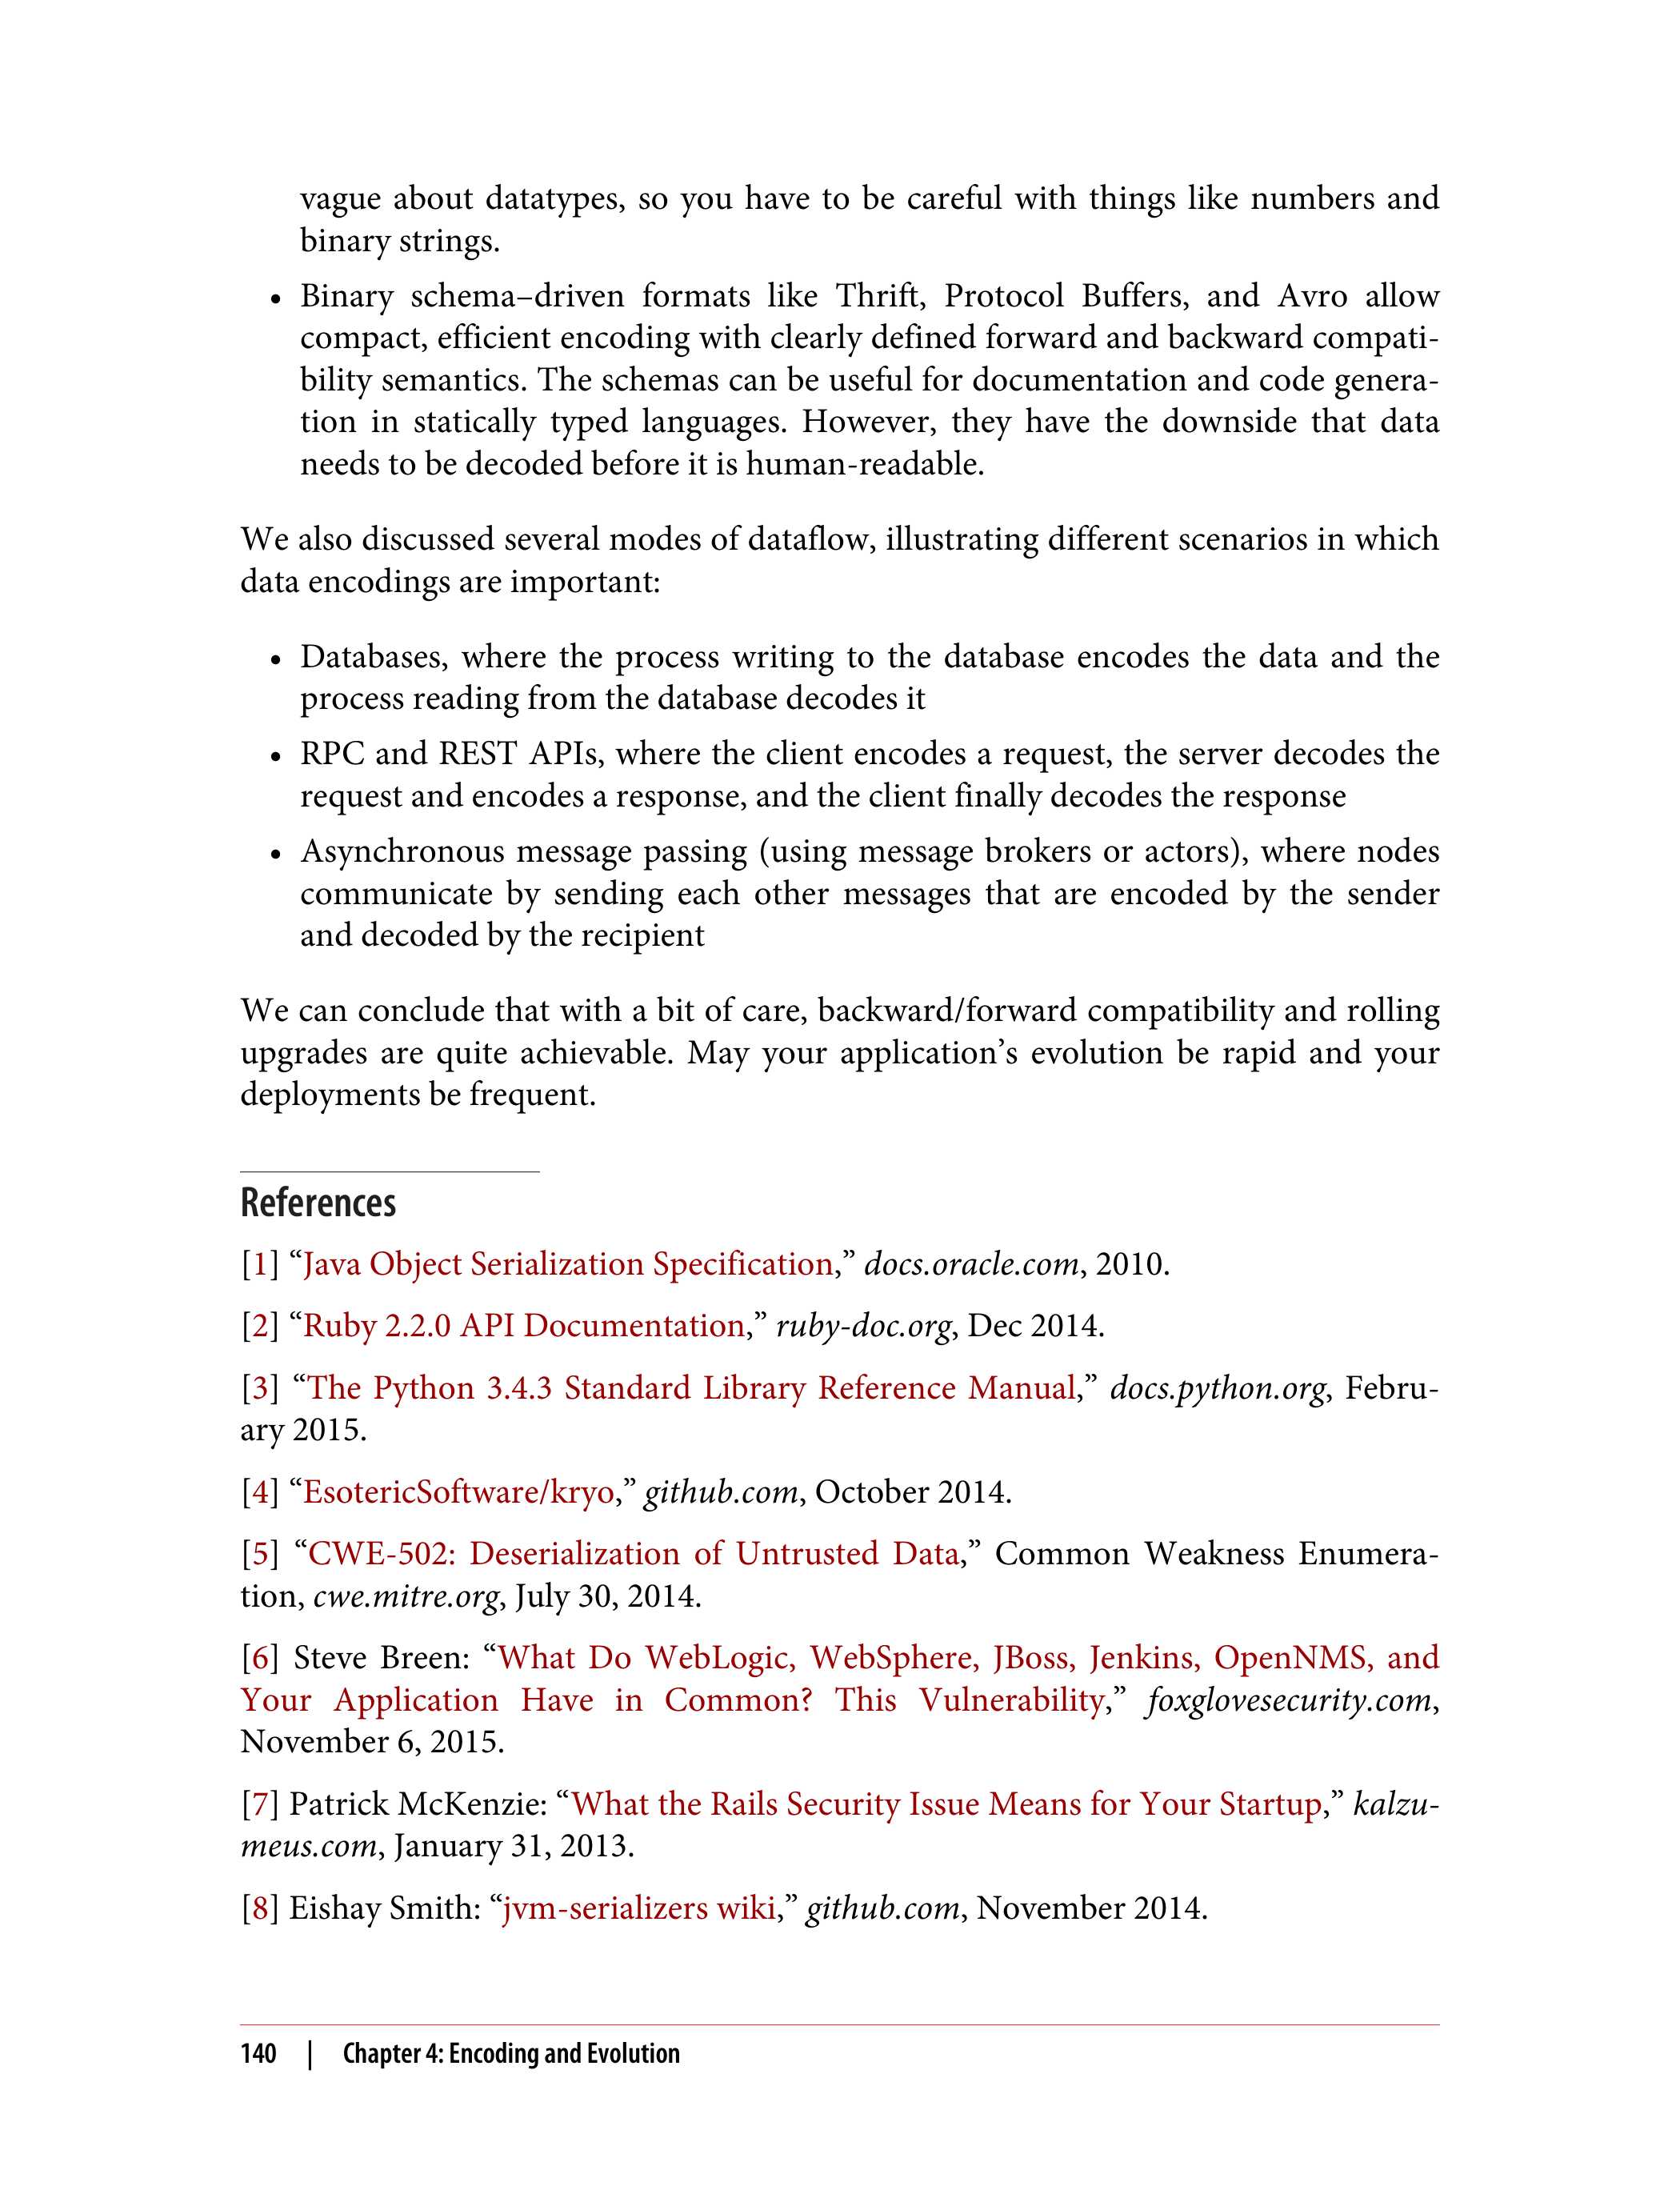 vague about datatypes, so you have to be careful with things like numbers and
binary strings.
• Binary schema–driven formats like Thrift, Protocol Buffers, and Avro allow
compact, efficient encoding with clearly defined forward and backward compati-
bility semantics. The schemas can be useful for documentation and code genera-
tion in statically typed languages. However, they have the downside that data
needs to be decoded before it is human-readable.
We also discussed several modes of dataflow, illustrating different scenarios in which
data encodings are important:
• Databases, where the process writing to the database encodes the data and the
process reading from the database decodes it
• RPC and REST APIs, where the client encodes a request, the server decodes the
request and encodes a response, and the client finally decodes the response
• Asynchronous message passing (using message brokers or actors), where nodes
communicate by sending each other messages that are encoded by the sender
and decoded by the recipient
We can conclude that with a bit of care, backward/forward compatibility and rolling
upgrades are quite achievable. May your application’s evolution be rapid and your
deployments be frequent.
References
[1] “Java Object Serialization Specification,” docs.oracle.com, 2010.
[2] “Ruby 2.2.0 API Documentation,” ruby-doc.org, Dec 2014.
[3] “The Python 3.4.3 Standard Library Reference Manual,” docs.python.org, Febru-
ary 2015.
[4] “EsotericSoftware/kryo,” github.com, October 2014.
[5] “CWE-502: Deserialization of Untrusted Data,” Common Weakness Enumera-
tion, cwe.mitre.org, July 30, 2014.
[6] Steve Breen: “What Do WebLogic, WebSphere, JBoss, Jenkins, OpenNMS, and
Your Application Have in Common? This Vulnerability,” foxglovesecurity.com,
November 6, 2015.
[7] Patrick McKenzie: “What the Rails Security Issue Means for Your Startup,” kalzu-
meus.com, January 31, 2013.
[8] Eishay Smith: “jvm-serializers wiki,” github.com, November 2014.
140 | Chapter 4: Encoding and Evolution